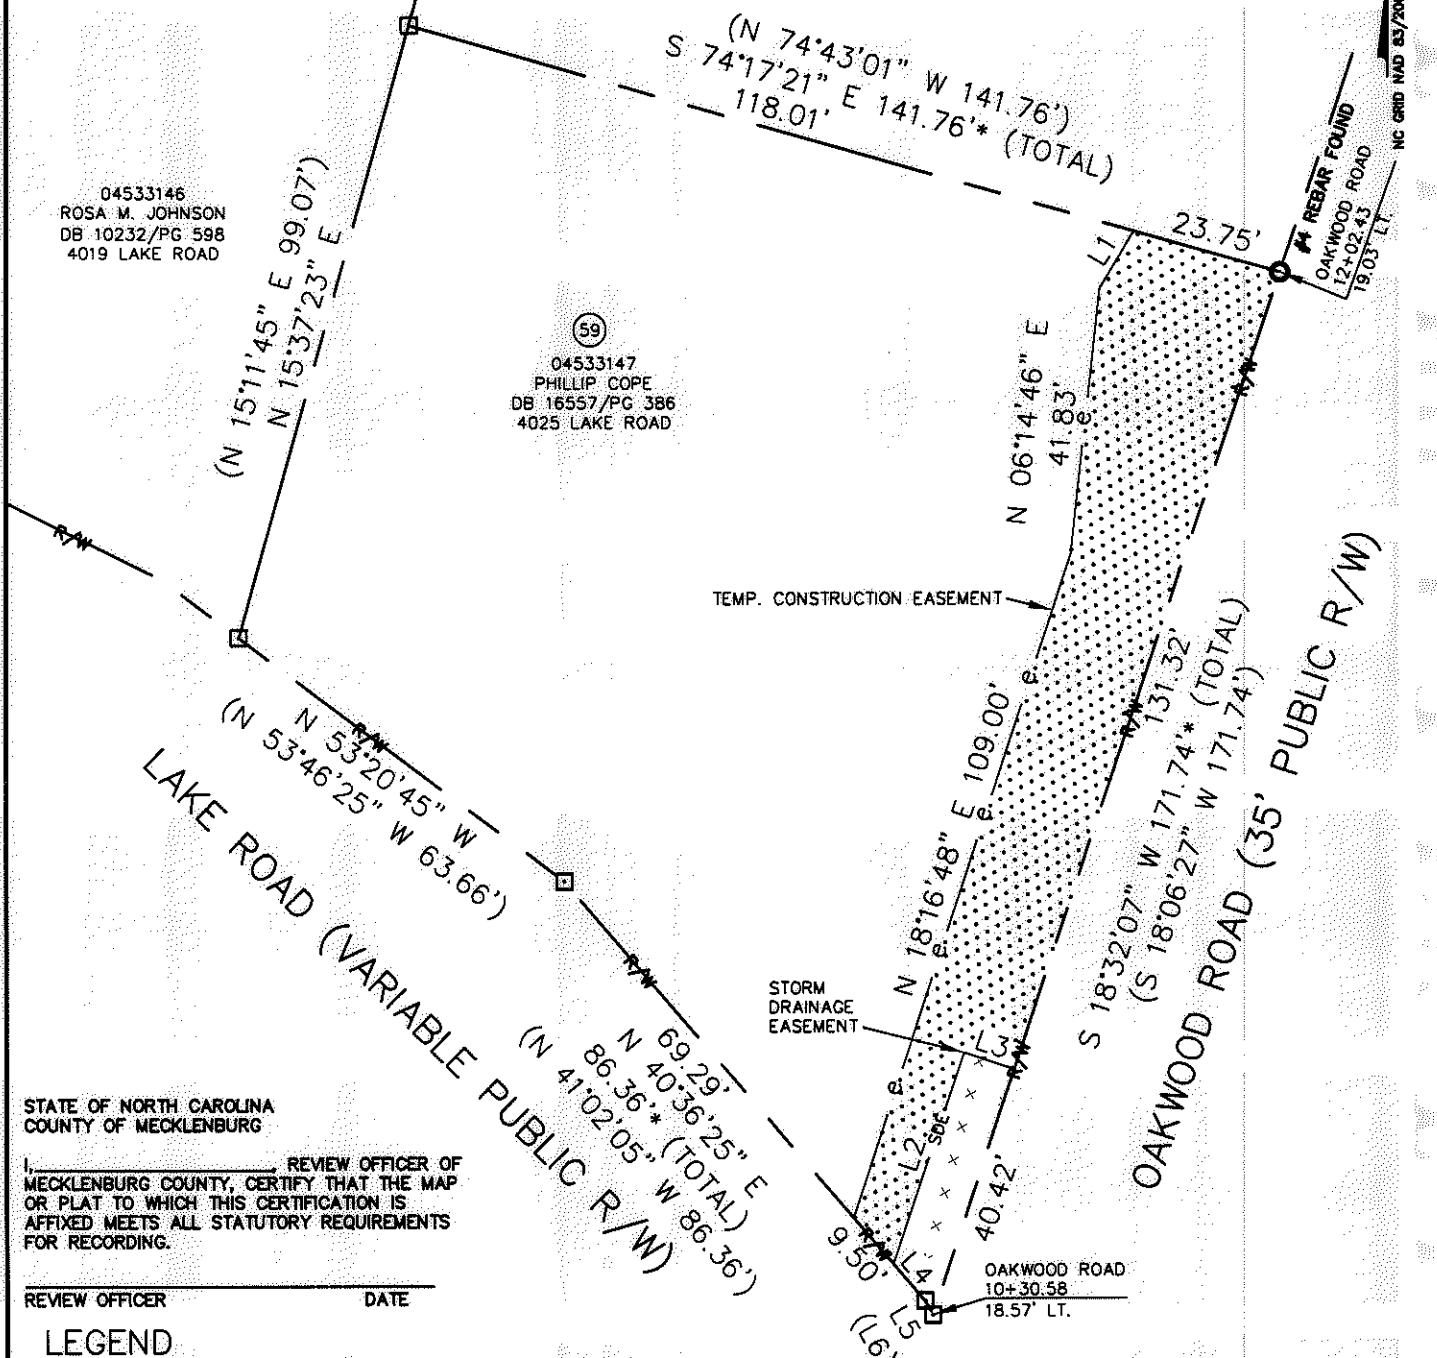 (N 74°43'01" W 141.76')
S 74°17'21" E 141.76'* (TOTAL)
118.01'
NC GRID NAD 83/200
#4 REBAR FOUND
OAKWOOD ROAD
12+02.43
19.03' LT.
23.75'
L1
04533146
ROSA M. JOHNSON
DB 10232/PG 598
4019 LAKE ROAD
(N 15°11'45" E 99.07')
N 15°37'23" E
59
04533147
PHILLIP COPE
DB 16557/PG 386
4025 LAKE ROAD
N 06°14'46" E
41.83'
e
R/W
R/W
TEMP. CONSTRUCTION EASEMENT
e
R/W
131.32'
S 18°32'07" W 171.74'* (TOTAL)
(S 18°06'27" W 171.74')
OAKWOOD ROAD (35' PUBLIC R/W)
N 18°16'48" E 109.00'
e
e
R/W
N 53°20'45" W
(N 53°46'25" W 63.66')
LAKE ROAD (VARIABLE PUBLIC R/W)
R/W
STORM
DRAINAGE
EASEMENT
L3
R/W
e
69.29'
N 40°36'25" E
86.36'* (TOTAL)
(N 41°02'05" W 86.36')
L2
SDE
40.42'
R/W
9.50'
L4
L5
(L6
OAKWOOD ROAD
10+30.58
18.57' LT.
STATE OF NORTH CAROLINA
COUNTY OF MECKLENBURG
I,____________________, REVIEW OFFICER OF
MECKLENBURG COUNTY, CERTIFY THAT THE MAP
OR PLAT TO WHICH THIS CERTIFICATION IS
AFFIXED MEETS ALL STATUTORY REQUIREMENTS
FOR RECORDING.
REVIEW OFFICER DATE
LEGEND